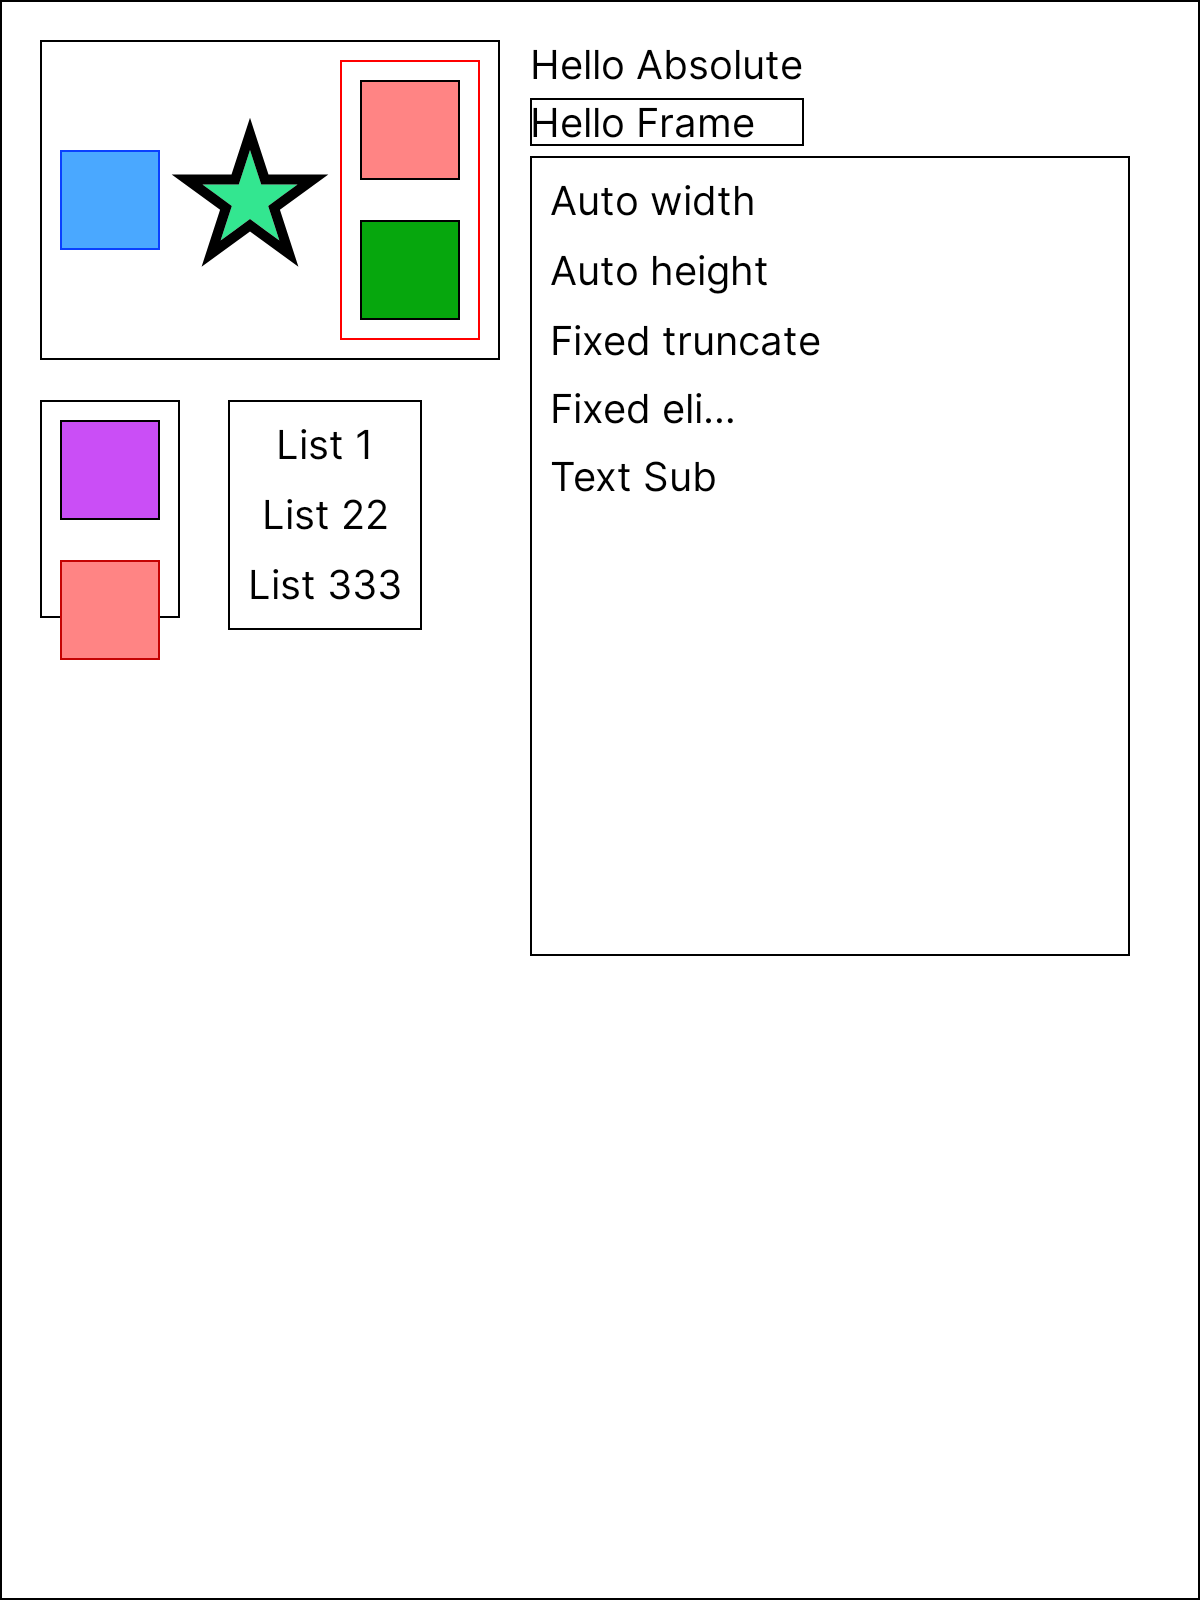 Hello Absolute
Hello Frame
Auto width
Auto height
Fixed truncate
Fixed eli...
Text Sub
List 1
List 22
List 333